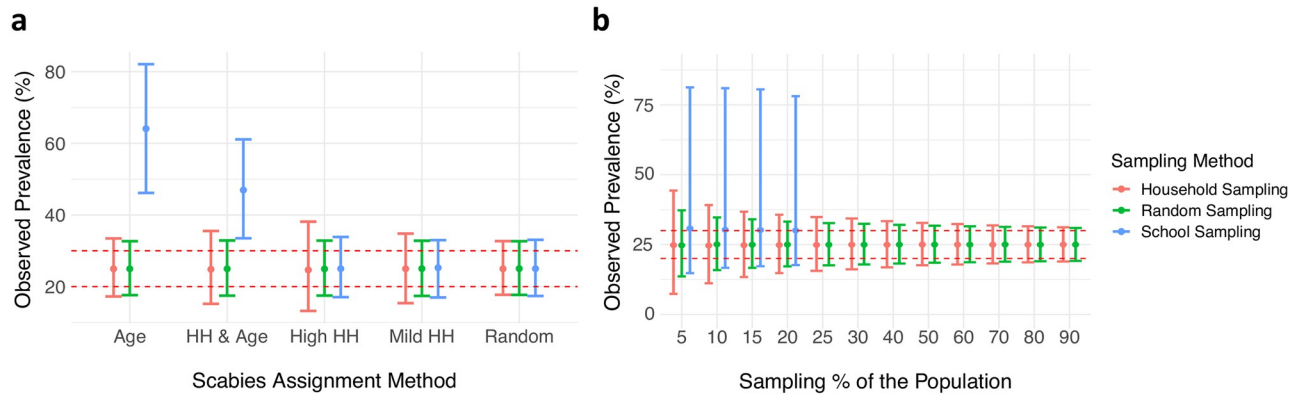 a
Observed Prevalence (%)
80
60
40
20
Age HH & Age High HH Mild HH Random
Scabies Assignment Method
b
Observed Prevalence (%)
75
50
25
0
5 10 15 20 25 30 40 50 60 70 80 90
Sampling % of the Population
Sampling Method
Household Sampling
Random Sampling
School Sampling